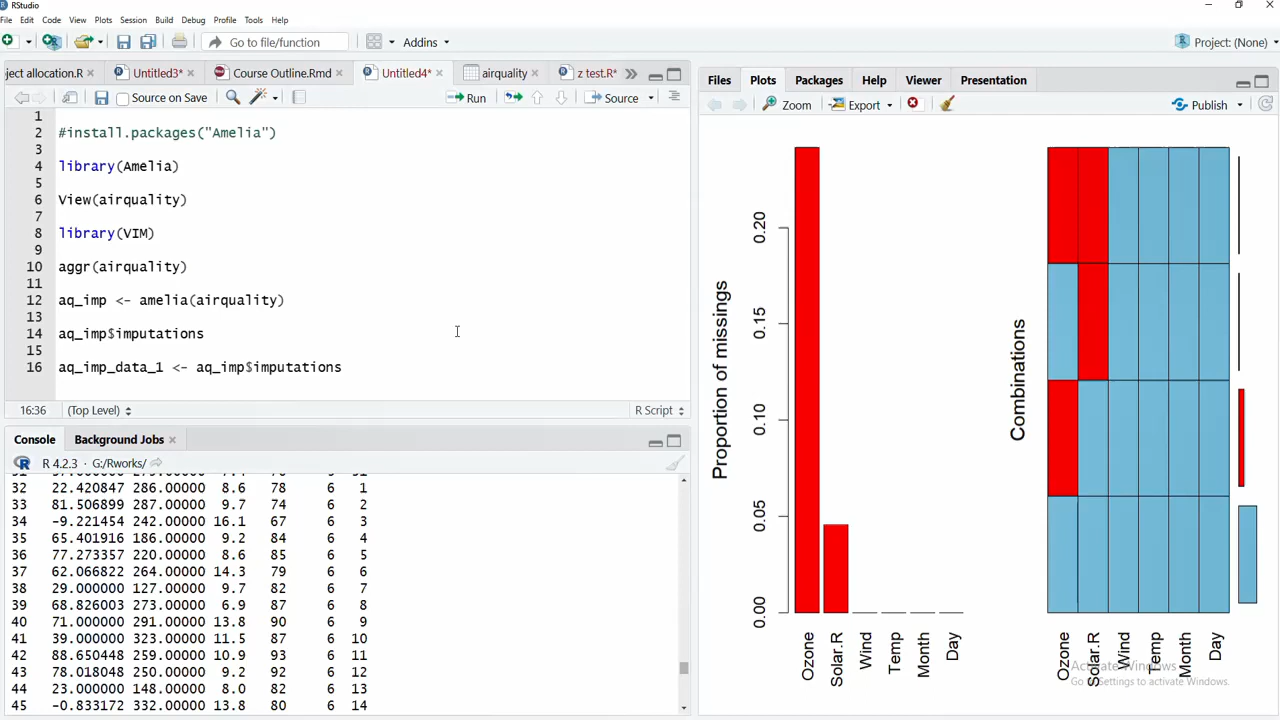 RStudio
File Edit Code View Plots Session Build Debug Profile Tools Help
Go to file/function
Addins
Project: (None)
ject allocation.R
Untitled3*
Course Outline.Rmd
Untitled4*
airquality
z test.R*
Source on Save
Run
Source
1
2 #install.packages("Amelia")
3
4 library(Amelia)
5
6 View(airquality)
7
8 library(VIM)
9
10 aggr(airquality)
11
12 aq_imp <- amelia(airquality)
13
14 aq_imp$imputations
15
16 aq_imp_data_1 <- aq_imp$imputations
16:36 (Top Level) R Script
Console Background Jobs
R 4.2.3 · G:/Rworks/
32 22.420847 286.00000 8.6 78 6 1
33 81.506899 287.00000 9.7 74 6 2
34 -9.221454 242.00000 16.1 67 6 3
35 65.401916 186.00000 9.2 84 6 4
36 77.273357 220.00000 8.6 85 6 5
37 62.066822 264.00000 14.3 79 6 6
38 29.000000 127.00000 9.7 82 6 7
39 68.826003 273.00000 6.9 87 6 8
40 71.000000 291.00000 13.8 90 6 9
41 39.000000 323.00000 11.5 87 6 10
42 88.650448 259.00000 10.9 93 6 11
43 78.018048 250.00000 9.2 92 6 12
44 23.000000 148.00000 8.0 82 6 13
45 -0.833172 332.00000 13.8 80 6 14
Files Plots Packages Help Viewer Presentation
Zoom Export Publish
Proportion of missings
0.20
0.15
0.10
0.05
0.00
Ozone
Solar.R
Wind
Temp
Month
Day
Combinations
Ozone
Solar.R
Wind
Temp
Month
Day
Activate Windows
Go to Settings to activate Windows.